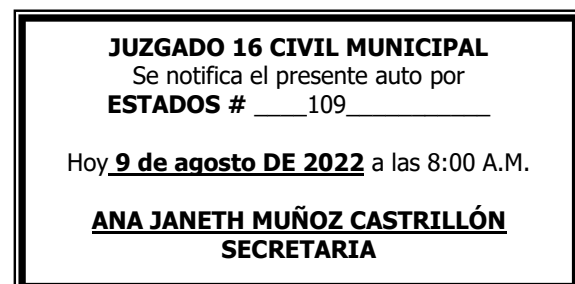 JUZGADO 16 CIVIL MUNICIPAL
Se notifica el presente auto por
ESTADOS # ____109___________
Hoy 9 de agosto DE 2022 a las 8:00 A.M.
ANA JANETH MUÑOZ CASTRILLÓN
SECRETARIA